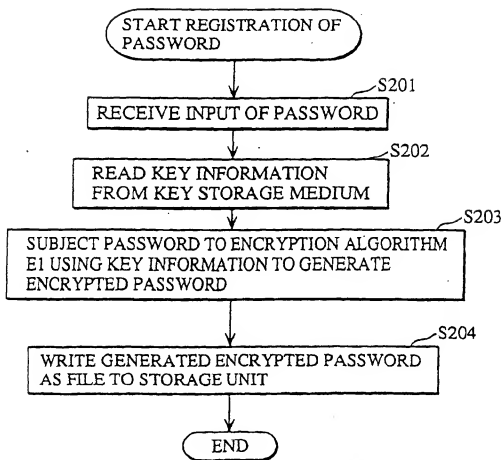 START REGISTRATION OF
PASSWORD
S201
RECEIVE INPUT OF PASSWORD
S202
READ KEY INFORMATION
FROM KEY STORAGE MEDIUM
S203
SUBJECT PASSWORD TO ENCRYPTION ALGORITHM
E1 USING KEY INFORMATION TO GENERATE
ENCRYPTED PASSWORD
S204
WRITE GENERATED ENCRYPTED PASSWORD
AS FILE TO STORAGE UNIT
END